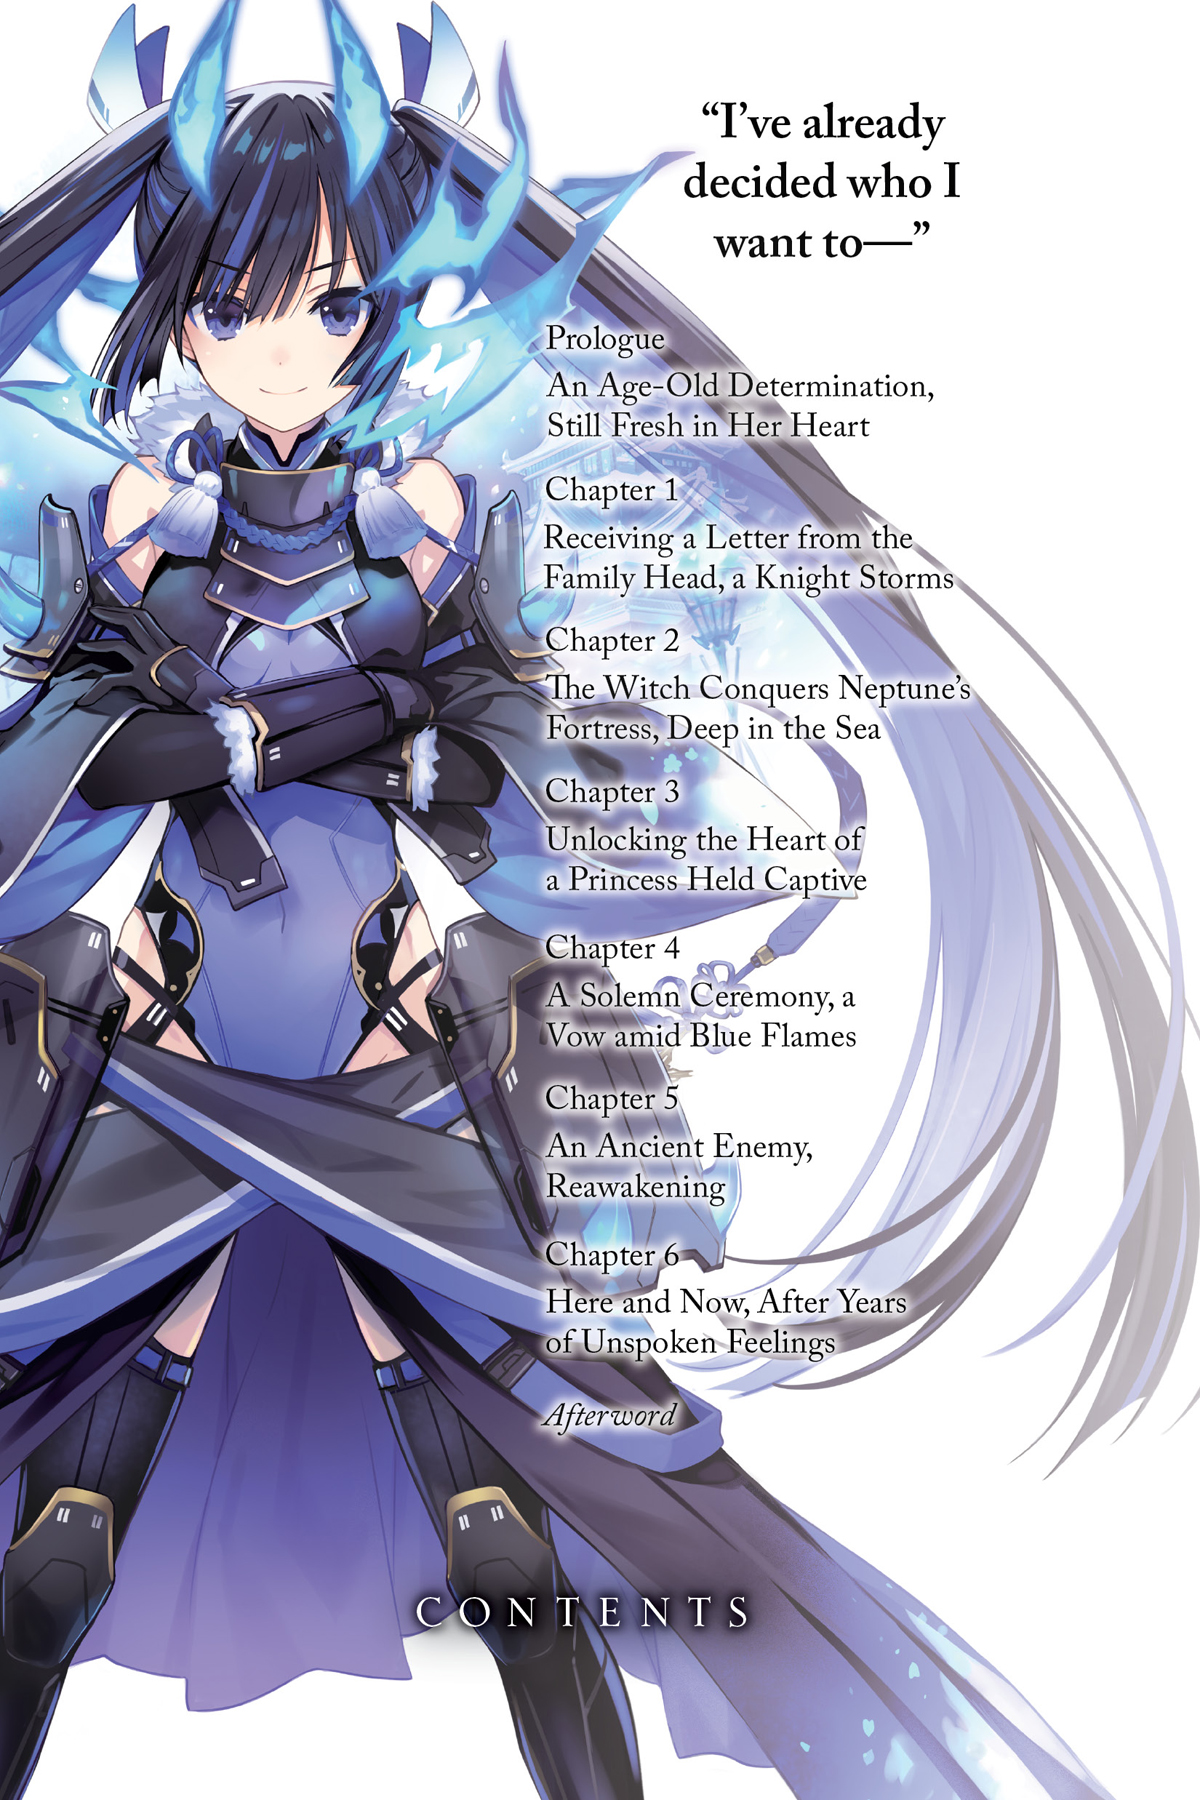 “I’ve already
decided who I
want to—”
Prologue
An Age-Old Determination,
Still Fresh in Her Heart
Chapter 1
Receiving a Letter from the
Family Head, a Knight Storms
Chapter 2
The Witch Conquers Neptune’s
Fortress, Deep in the Sea
Chapter 3
Unlocking the Heart of
a Princess Held Captive
Chapter 4
A Solemn Ceremony, a
Vow amid Blue Flames
Chapter 5
An Ancient Enemy,
Reawakening
Chapter 6
Here and Now, After Years
of Unspoken Feelings
Afterword
CONTENTS